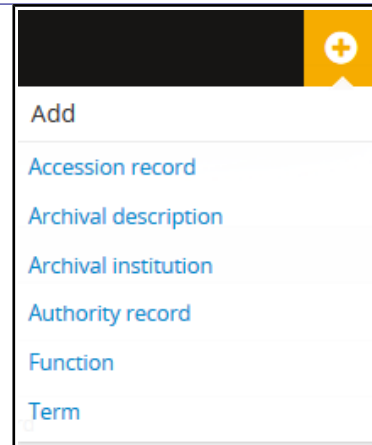 Add
Accession record
Archival description
Archival institution
Authority record
Function
Term